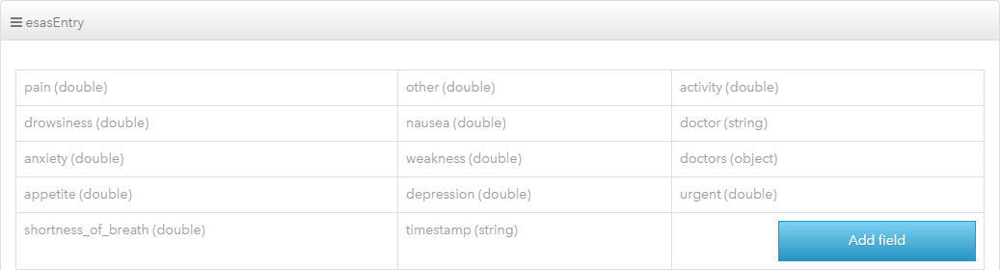 esasEntry
pain (double) other (double) activity (double)
drowsiness (double) nausea (double) doctor (string)
anxiety (double) weakness (double) doctors (object)
appetite (double) depression (double) urgent (double)
shortness_of_breath (double) timestamp (string) Add field